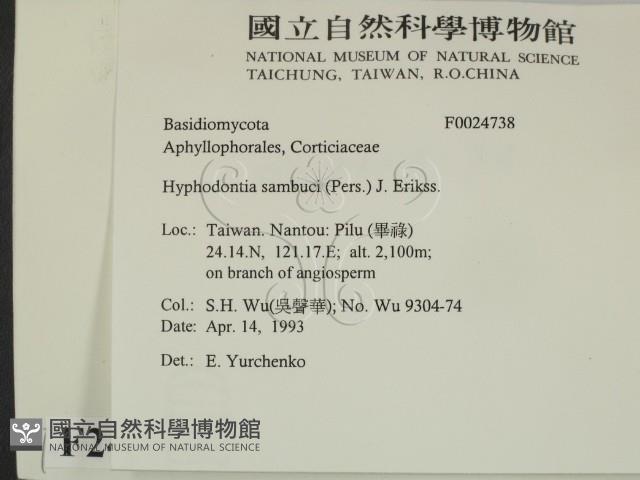 國立自然科學博物館
NATIONAL MUSEUM OF NATURAL SCIENCE
TAICHUNG, TAIWAN, R.O.CHINA
Basidiomycota F0024738
Aphyllophorales, Corticiaceae
Hyphodontia sambuci (Pers.) J. Erikss.
Loc.: Taiwan. Nantou: Pilu (畢祿)
24.14.N, 121.17.E; alt. 2,100m;
on branch of angiosperm
Col.: S.H. Wu(吳聲華); No. Wu 9304-74
Date: Apr. 14, 1993
Det.: E. Yurchenko
F2
國立自然科學博物館
NATIONAL MUSEUM OF NATURAL SCIENCE